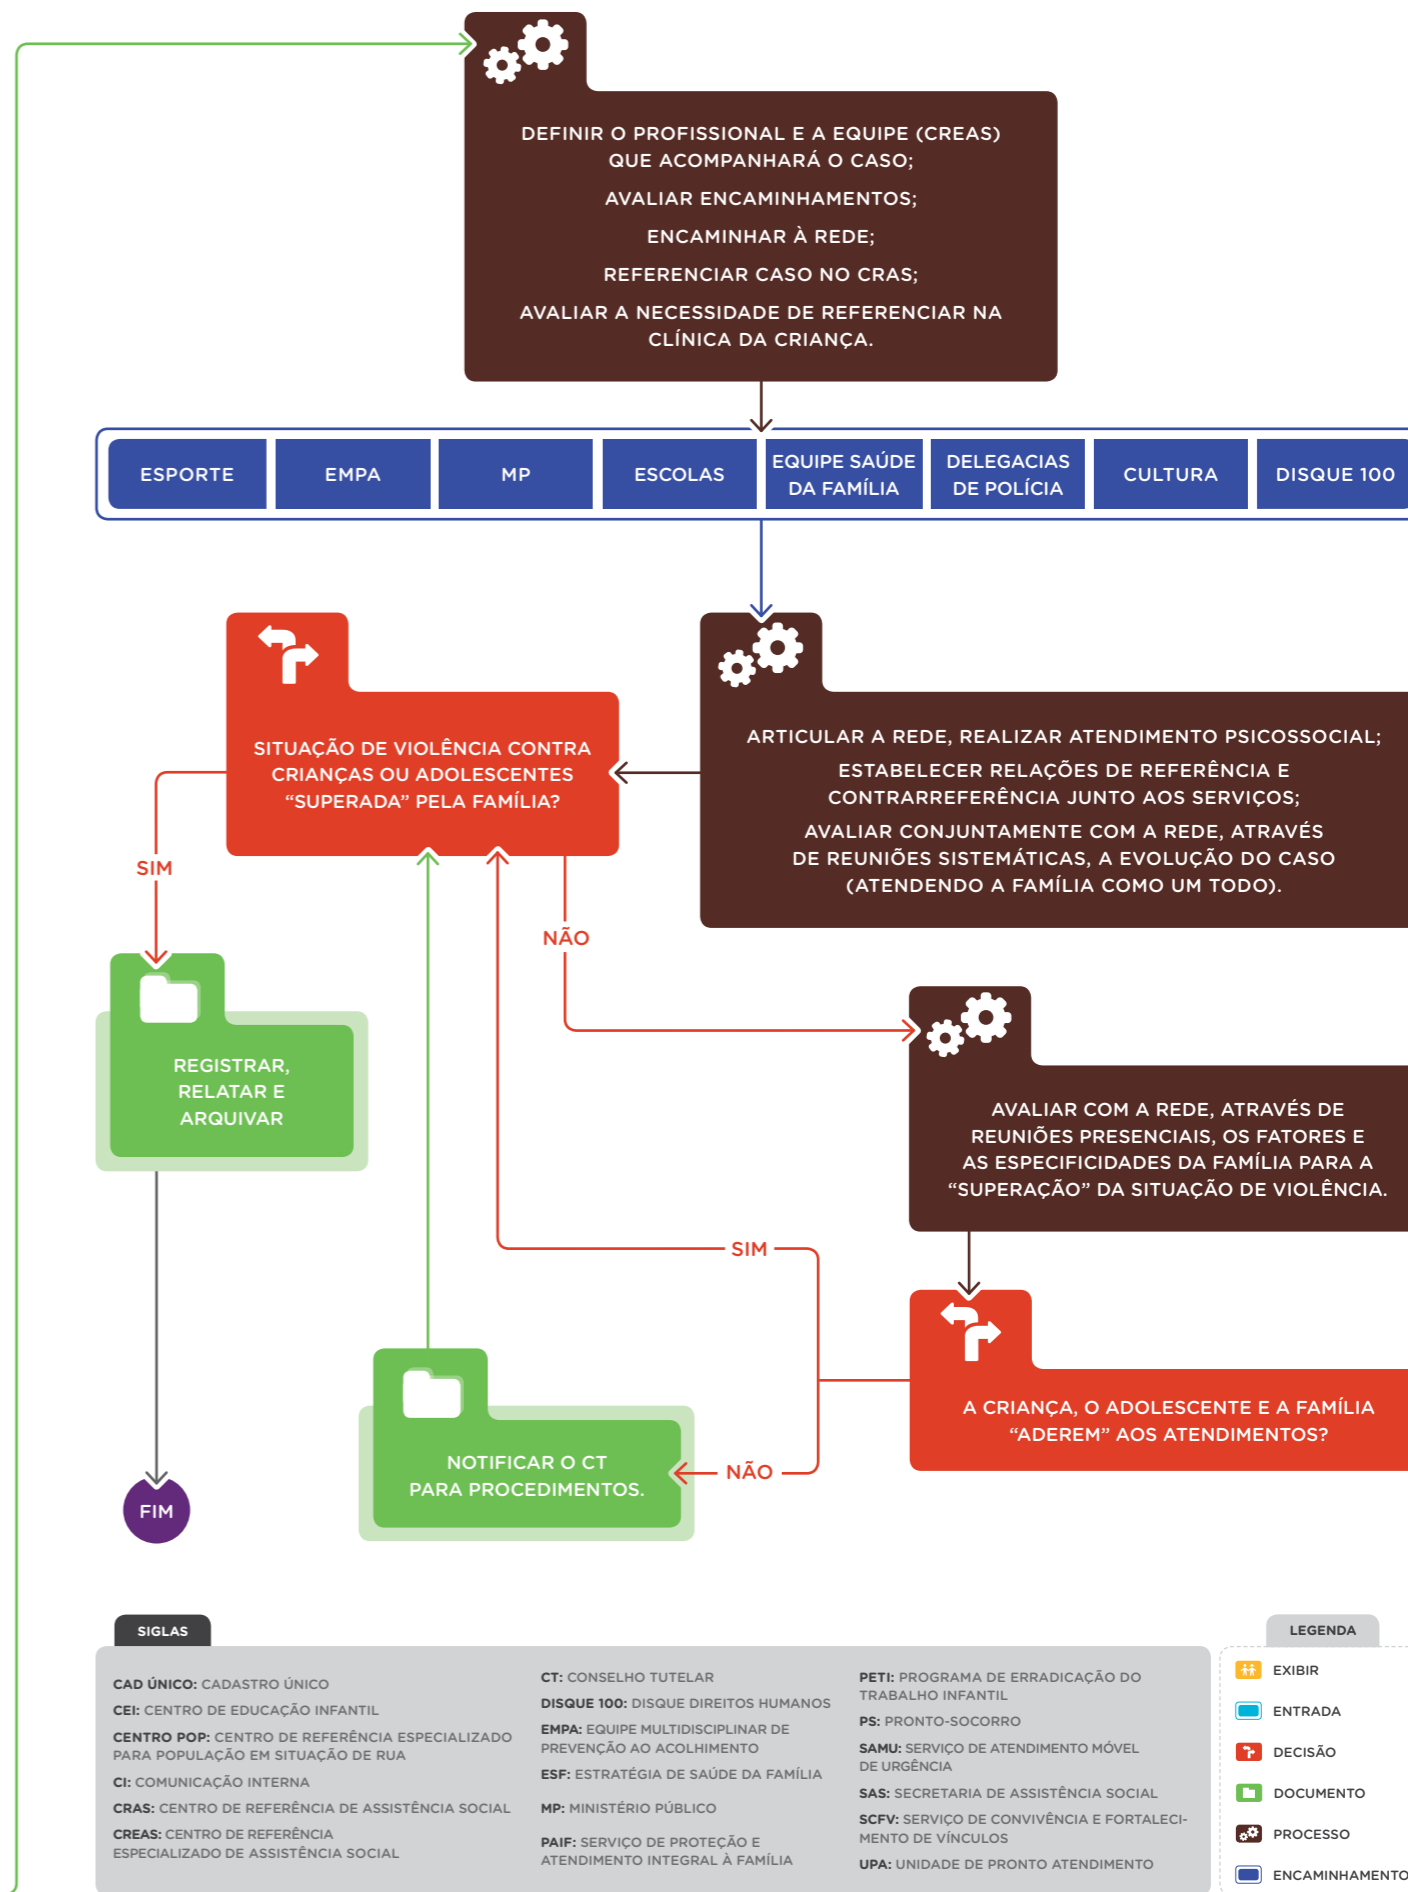 DEFINIR O PROFISSIONAL E A EQUIPE (CREAS)
QUE ACOMPANHARÁ O CASO;
AVALIAR ENCAMINHAMENTOS;
ENCAMINHAR À REDE;
REFERENCIAR CASO NO CRAS;
AVALIAR A NECESSIDADE DE REFERENCIAR NA
CLÍNICA DA CRIANÇA.
ESPORTE
EMPA
MP
ESCOLAS
EQUIPE SAÚDE
DA FAMÍLIA
DELEGACIAS
DE POLÍCIA
CULTURA
DISQUE 100
ARTICULAR A REDE, REALIZAR ATENDIMENTO PSICOSSOCIAL;
ESTABELECER RELAÇÕES DE REFERÊNCIA E
CONTRARREFERÊNCIA JUNTO AOS SERVIÇOS;
AVALIAR CONJUNTAMENTE COM A REDE, ATRAVÉS
DE REUNIÕES SISTEMÁTICAS, A EVOLUÇÃO DO CASO
(ATENDENDO A FAMÍLIA COMO UM TODO).
SITUAÇÃO DE VIOLÊNCIA CONTRA
CRIANÇAS OU ADOLESCENTES
“SUPERADA” PELA FAMÍLIA?
SIM
NÃO
REGISTRAR,
RELATAR E
ARQUIVAR
AVALIAR COM A REDE, ATRAVÉS DE
REUNIÕES PRESENCIAIS, OS FATORES E
AS ESPECIFICIDADES DA FAMÍLIA PARA A
“SUPERAÇÃO” DA SITUAÇÃO DE VIOLÊNCIA.
SIM
A CRIANÇA, O ADOLESCENTE E A FAMÍLIA
“ADEREM” AOS ATENDIMENTOS?
NÃO
NOTIFICAR O CT
PARA PROCEDIMENTOS.
FIM
SIGLAS
CAD ÚNICO: CADASTRO ÚNICO
CEI: CENTRO DE EDUCAÇÃO INFANTIL
CENTRO POP: CENTRO DE REFERÊNCIA ESPECIALIZADO
PARA POPULAÇÃO EM SITUAÇÃO DE RUA
CI: COMUNICAÇÃO INTERNA
CRAS: CENTRO DE REFERÊNCIA DE ASSISTÊNCIA SOCIAL
CREAS: CENTRO DE REFERÊNCIA
ESPECIALIZADO DE ASSISTÊNCIA SOCIAL
CT: CONSELHO TUTELAR
DISQUE 100: DISQUE DIREITOS HUMANOS
EMPA: EQUIPE MULTIDISCIPLINAR DE
PREVENÇÃO AO ACOLHIMENTO
ESF: ESTRATÉGIA DE SAÚDE DA FAMÍLIA
MP: MINISTÉRIO PÚBLICO
PAIF: SERVIÇO DE PROTEÇÃO E
ATENDIMENTO INTEGRAL À FAMÍLIA
PETI: PROGRAMA DE ERRADICAÇÃO DO
TRABALHO INFANTIL
PS: PRONTO-SOCORRO
SAMU: SERVIÇO DE ATENDIMENTO MÓVEL
DE URGÊNCIA
SAS: SECRETARIA DE ASSISTÊNCIA SOCIAL
SCFV: SERVIÇO DE CONVIVÊNCIA E FORTALECI-
MENTO DE VÍNCULOS
UPA: UNIDADE DE PRONTO ATENDIMENTO
LEGENDA
EXIBIR
ENTRADA
DECISÃO
DOCUMENTO
PROCESSO
ENCAMINHAMENTO